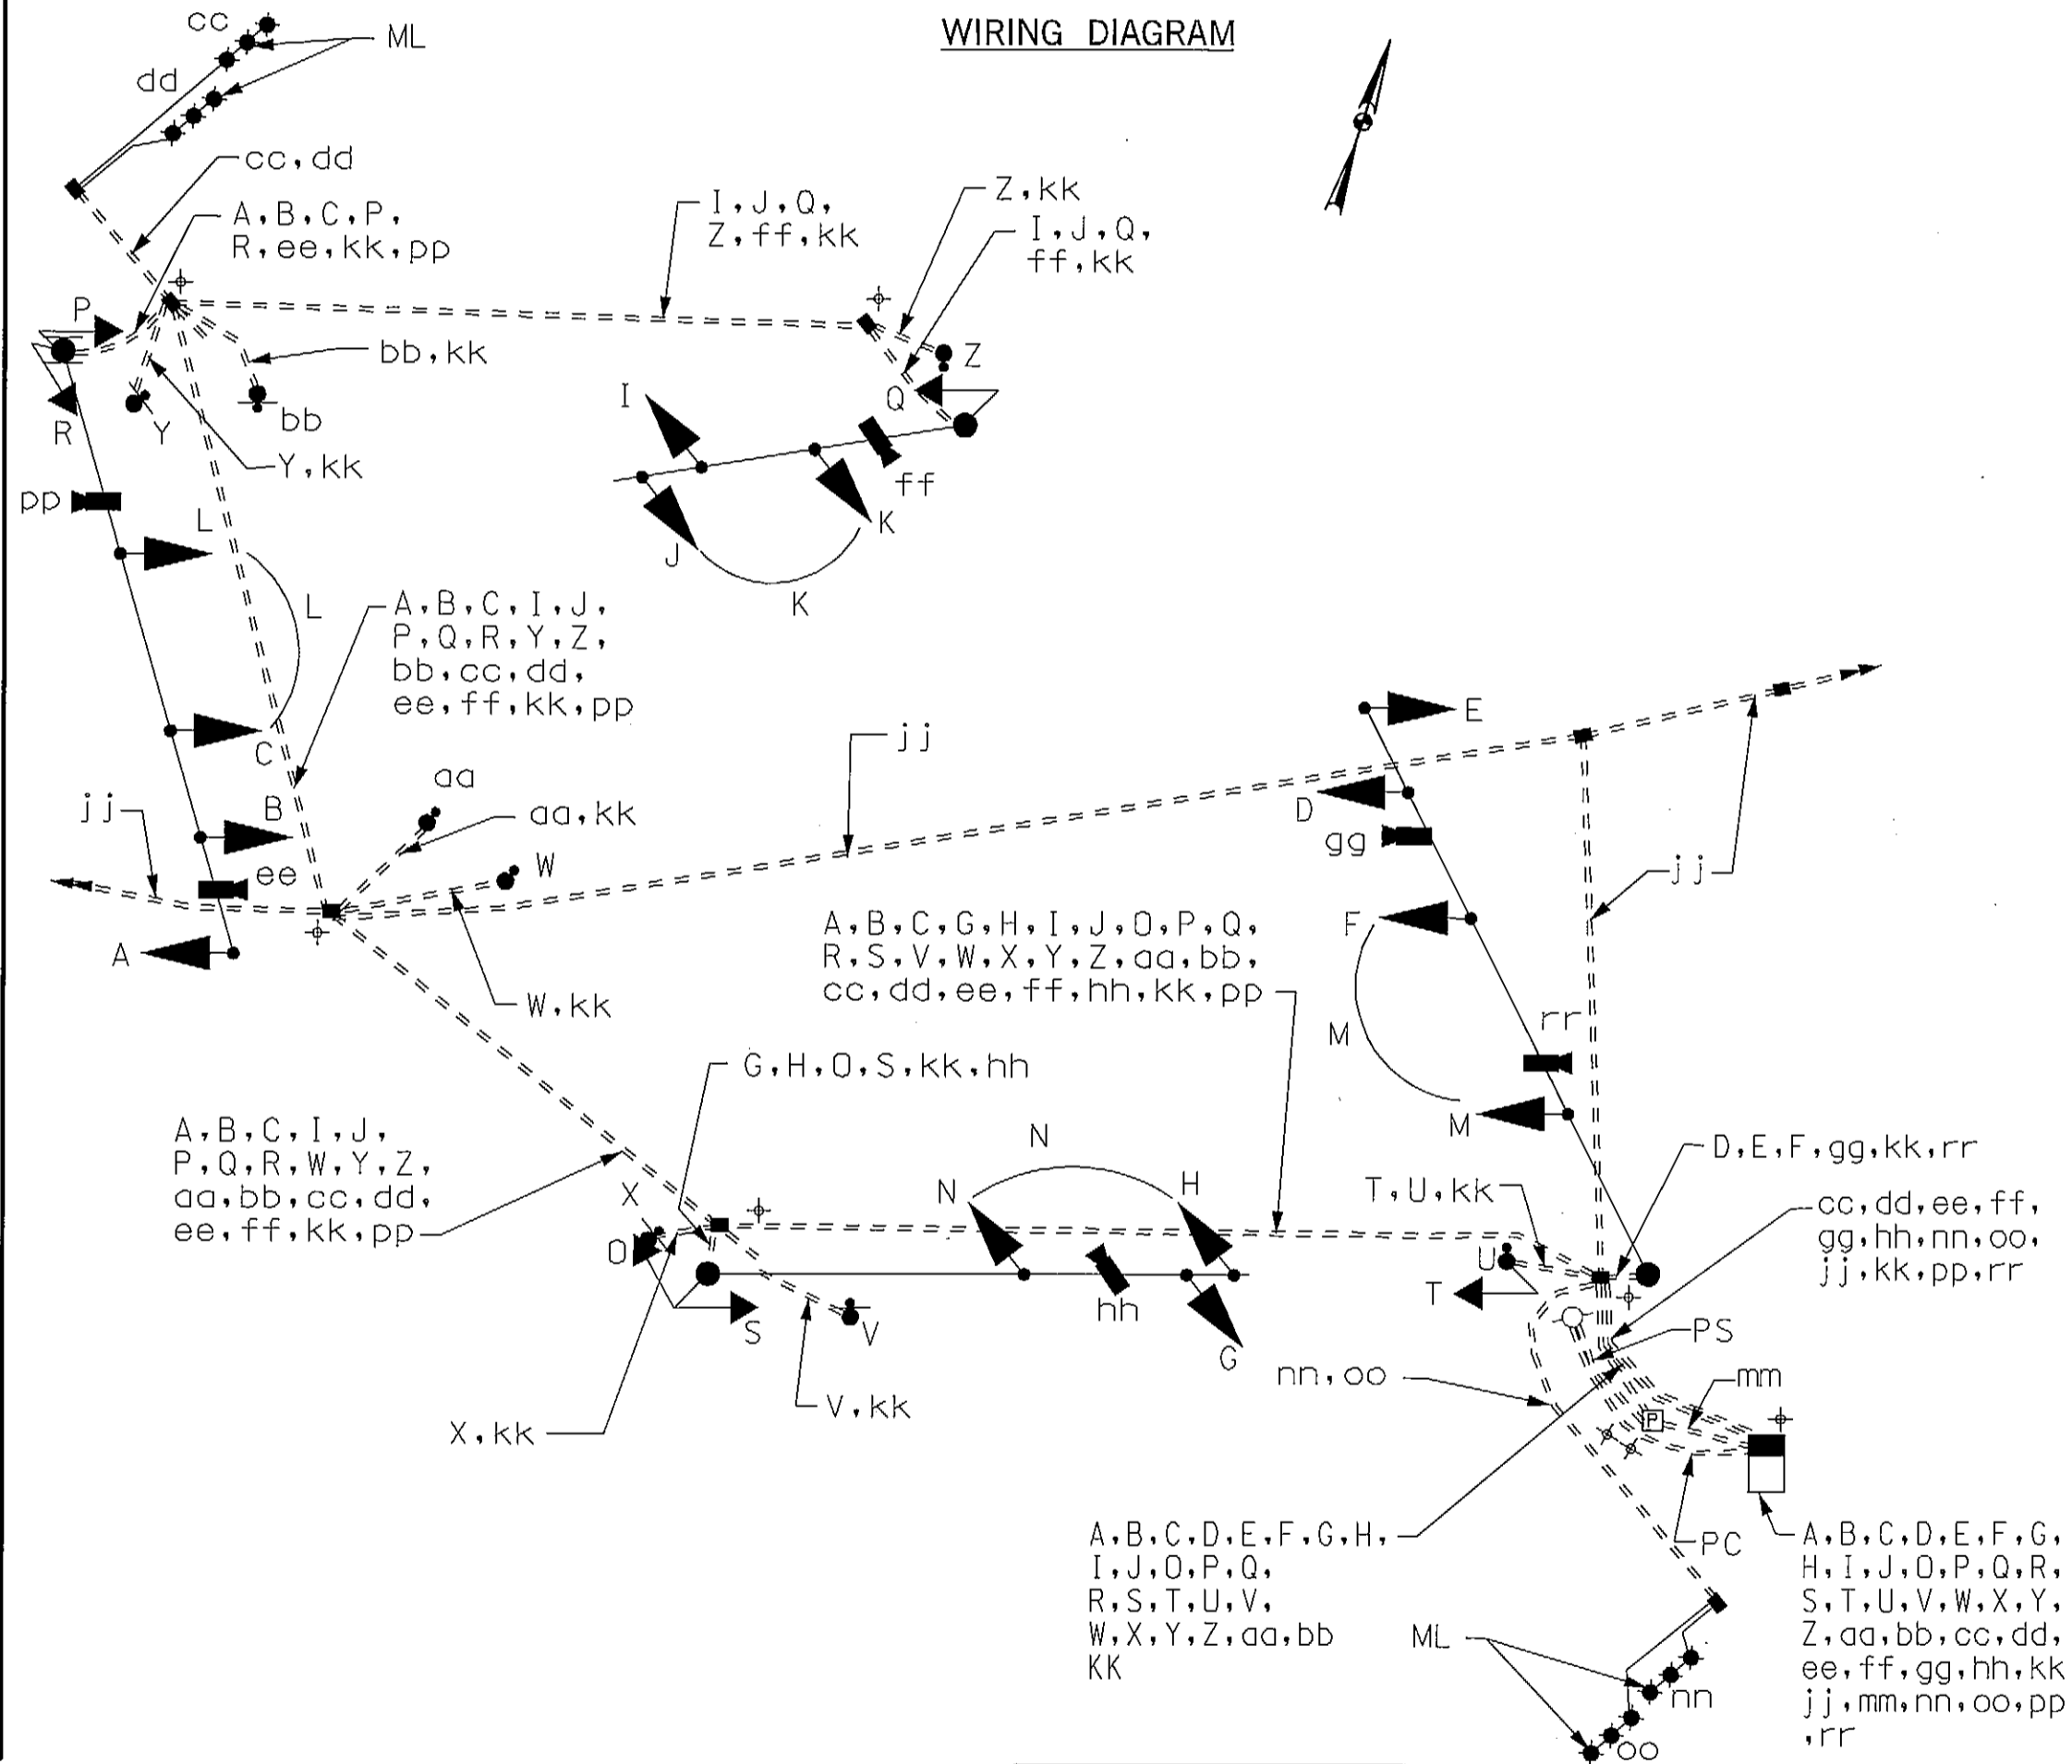 WIRING DIAGRAM
cc
ML
dd
cc,dd
A,B,C,P,
R,ee,kk,pp
I,J,Q,
Z,ff,kk
Z,kk
I,J,Q,
ff,kk
P
bb,kk
Z
Q
I
R
Y
bb
Y,kk
ff
pp
L
K
J
K
L
A,B,C,I,J,
P,Q,R,Y,Z,
bb,cc,dd,
ee,ff,kk,pp
E
jj
C
aa
D
jj
B
aa,kk
gg
ee
W
jj
A
W,kk
A,B,C,G,H,I,J,O,P,Q,
R,S,V,W,X,Y,Z,aa,bb,
cc,dd,ee,ff,hh,kk,pp
F
rr
M
G,H,O,S,kk,hh
M
A,B,C,I,J,
P,Q,R,W,Y,Z,
aa,bb,cc,dd,
ee,ff,kk,pp
N
D,E,F,gg,kk,rr
X
N
H
T,U,kk
cc,dd,ee,ff,
gg,hh,nn,oo,
jj,kk,pp,rr
O
U
T
S
V
hh
G
PS
nn,oo
mm
V,kk
X,kk
P
A,B,C,D,E,F,G,H,
I,J,O,P,Q,
R,S,T,U,V,
W,X,Y,Z,aa,bb
KK
PC
A,B,C,D,E,F,G,
H,I,J,O,P,Q,R,
S,T,U,V,W,X,Y,
Z,aa,bb,cc,dd,
ee,ff,gg,hh,kk
jj,mm,nn,oo,pp
,rr
ML
nn
oo